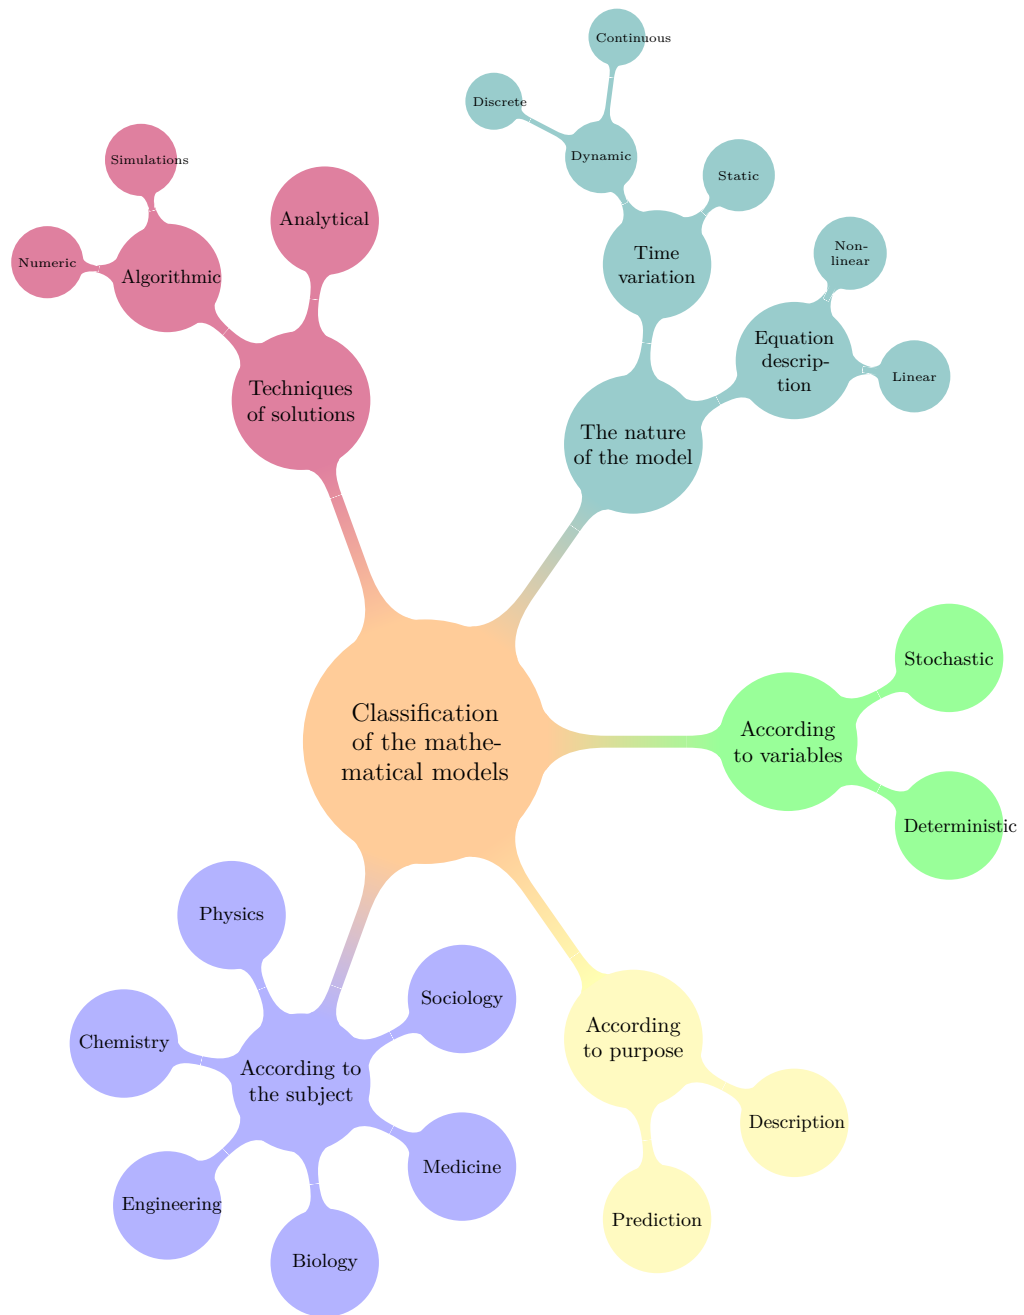 Continuous
Discrete
Dynamic
Static
Simulations
Analytical
Numeric
Algorithmic
Time
variation
Non-
linear
Equation
descrip-
tion
Linear
Techniques
of solutions
The nature
of the model
Stochastic
Classification
of the mathe-
matical models
According
to variables
Deterministic
Physics
Sociology
Chemistry
According
to purpose
According to
the subject
Description
Medicine
Engineering
Prediction
Biology